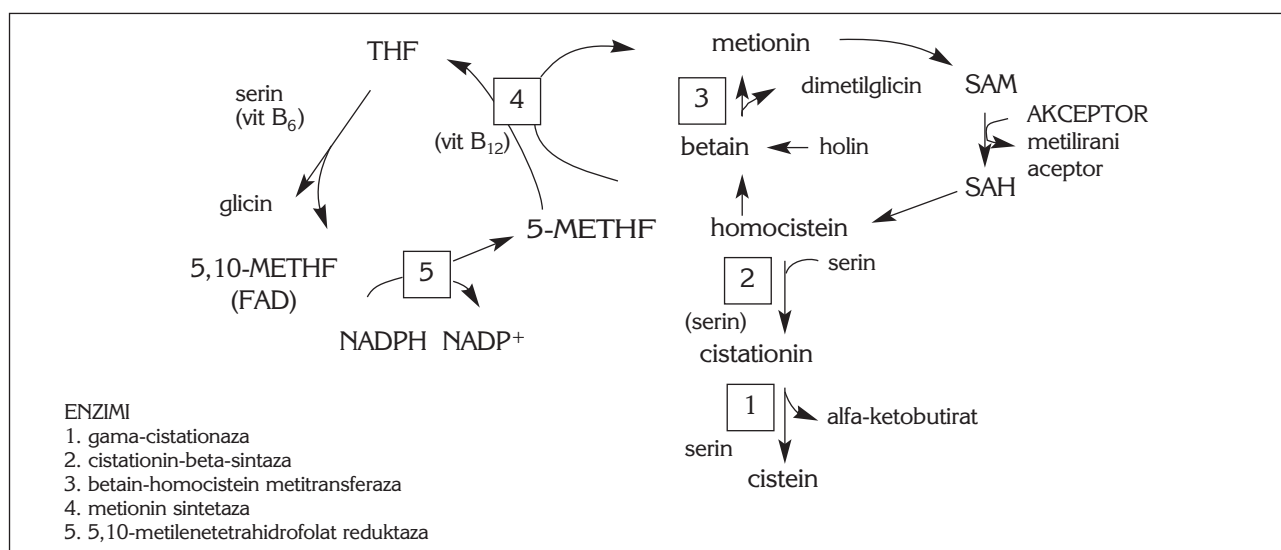 THF
serin
(vit B6)
glicin
5,10-METHF
(FAD)
NADPH NADP+
5
5-METHF
4
(vit B12)
metionin
3
dimetilglicin
betain
holin
SAM
AKCEPTOR
metilirani
aceptor
SAH
homocistein
2
serin
(serin)
cistationin
1
alfa-ketobutirat
serin
cistein
ENZIMI
1. gama-cistationaza
2. cistationin-beta-sintaza
3. betain-homocistein metitransferaza
4. metionin sintetaza
5. 5,10-metilenetetrahidrofolat reduktaza